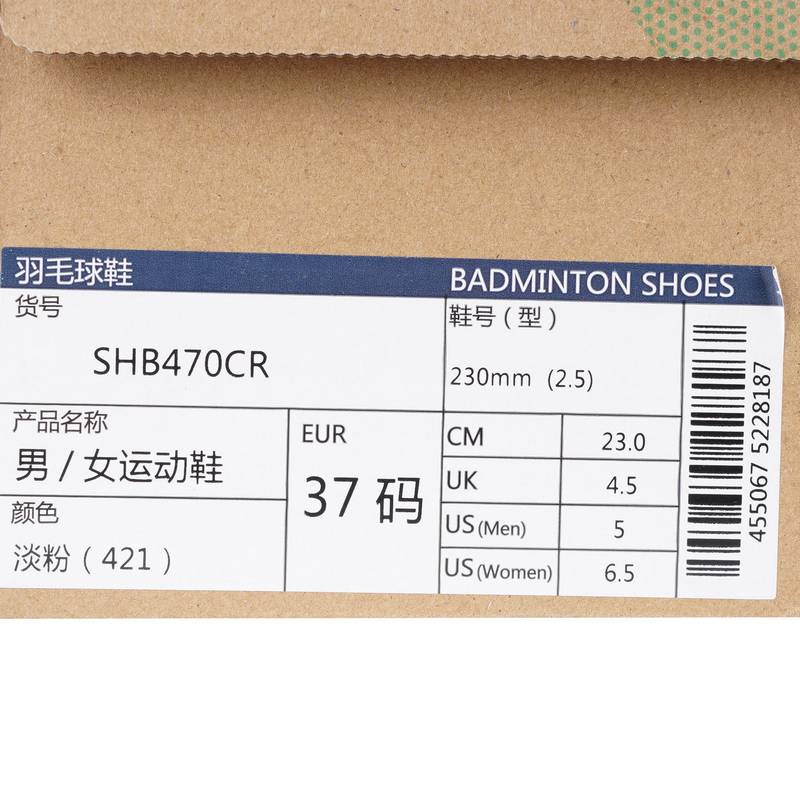 羽毛球鞋
BADMINTON SHOES
货号
SHB470CR
鞋号(型)
230mm (2.5)
产品名称
男/女运动鞋
颜色
淡粉(421)
EUR
37 码
CM 23.0
UK 4.5
US(Men) 5
US(Women) 6.5
455067 5228187